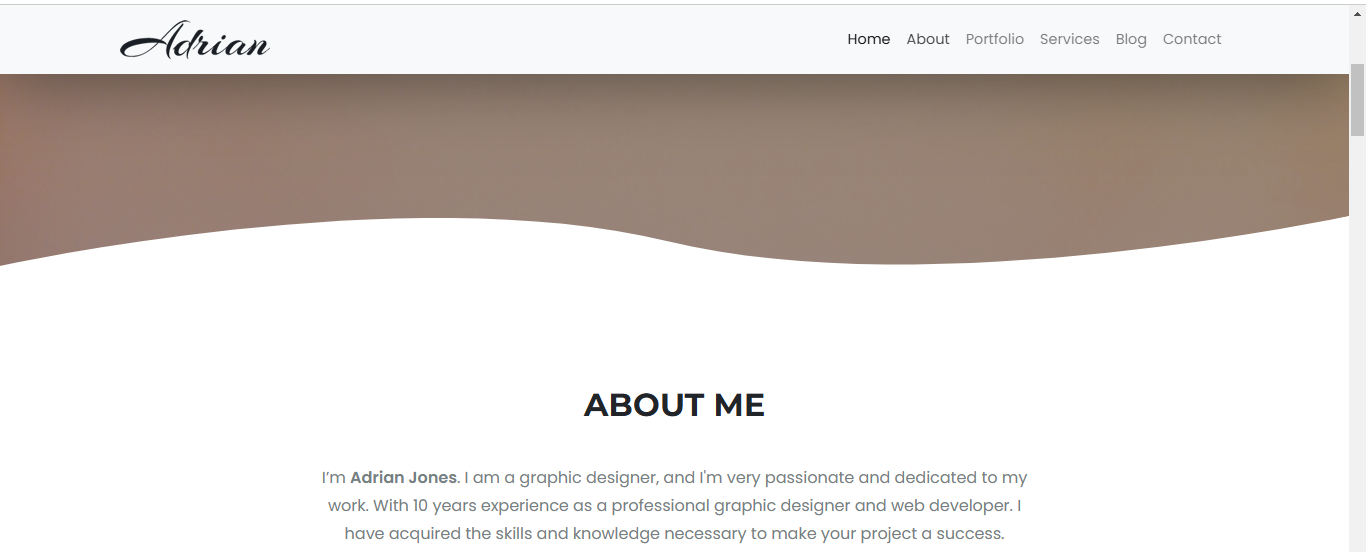 Adrian
Home About Portfolio Services Blog Contact
ABOUT ME
I’m Adrian Jones. I am a graphic designer, and I'm very passionate and dedicated to my
work. With 10 years experience as a professional graphic designer and web developer. I
have acquired the skills and knowledge necessary to make your project a success.